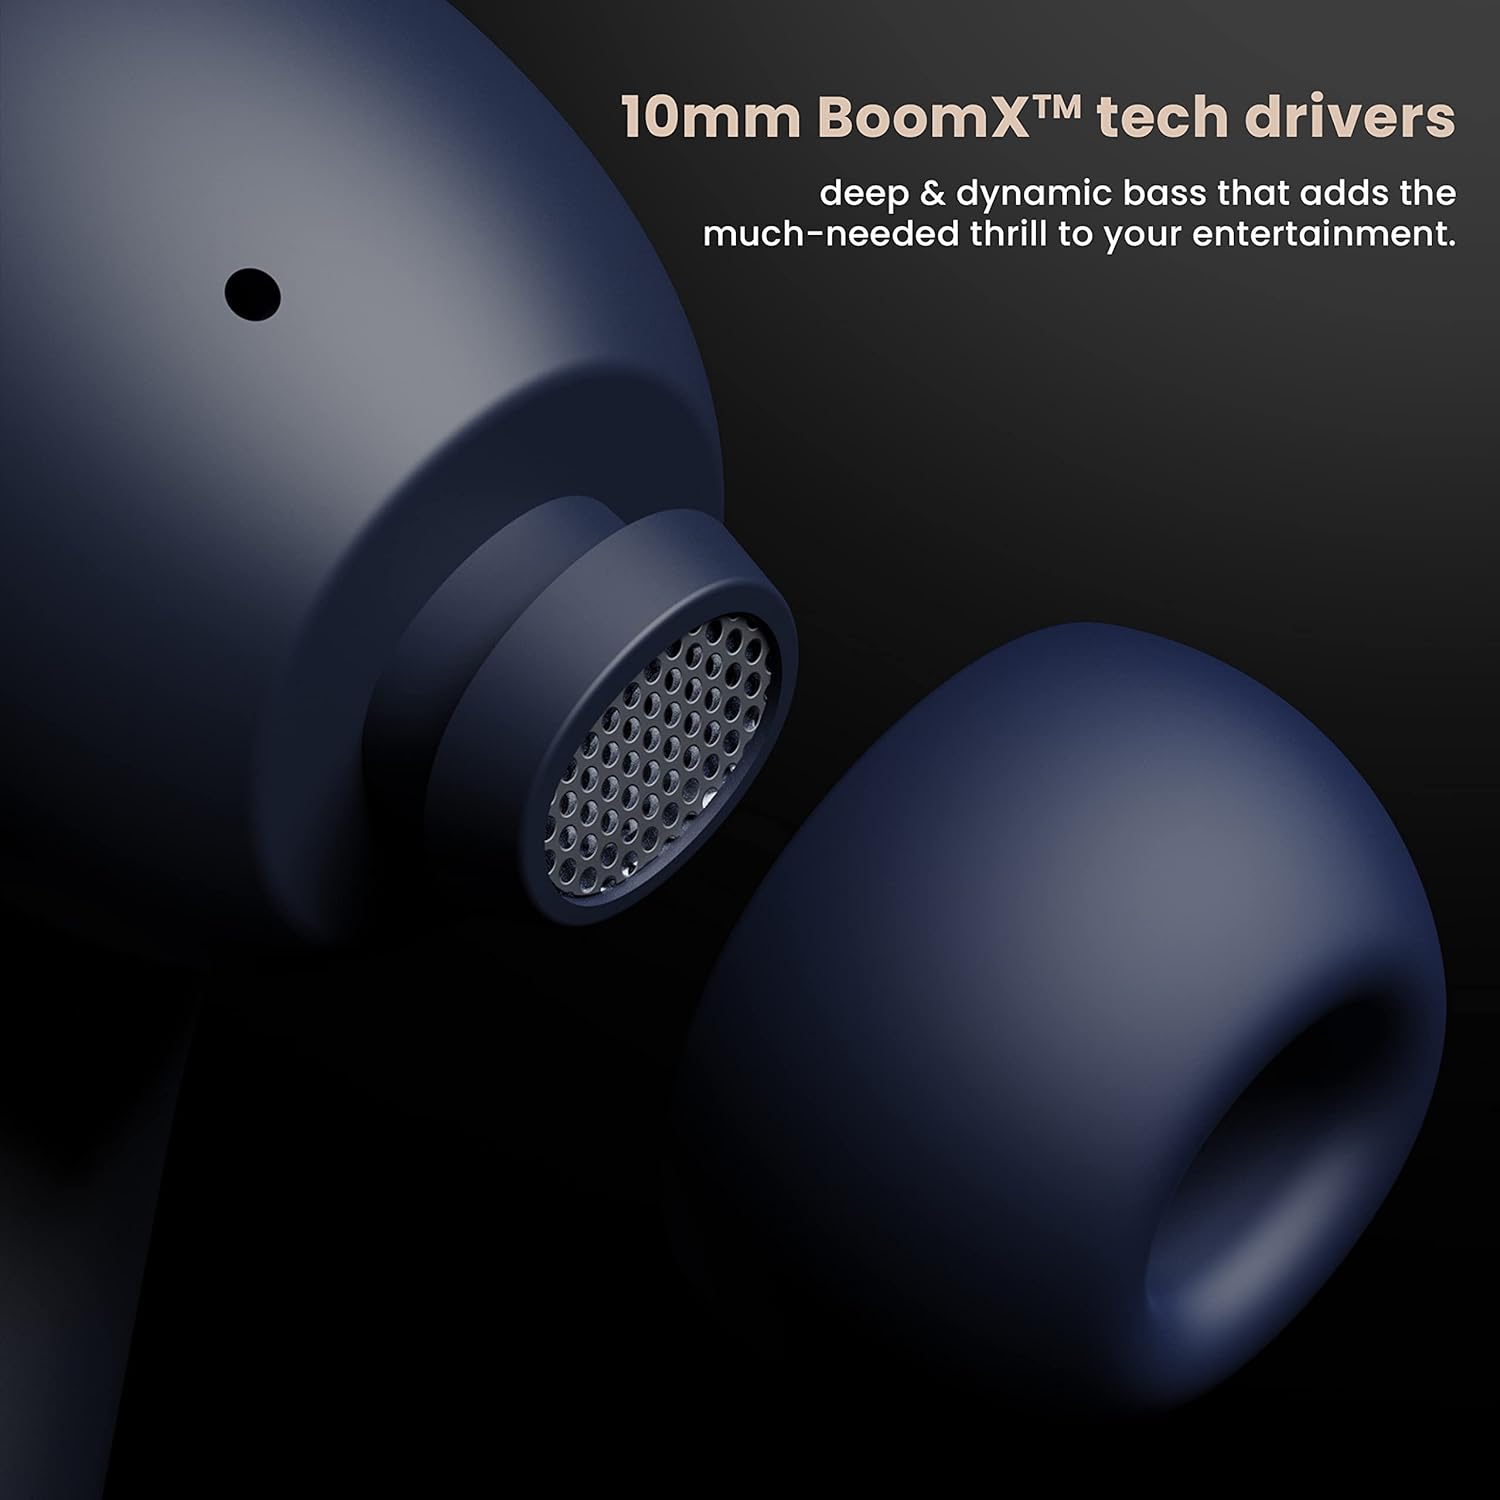 10mm BoomX™ tech drivers
deep & dynamic bass that adds the
much-needed thrill to your entertainment.